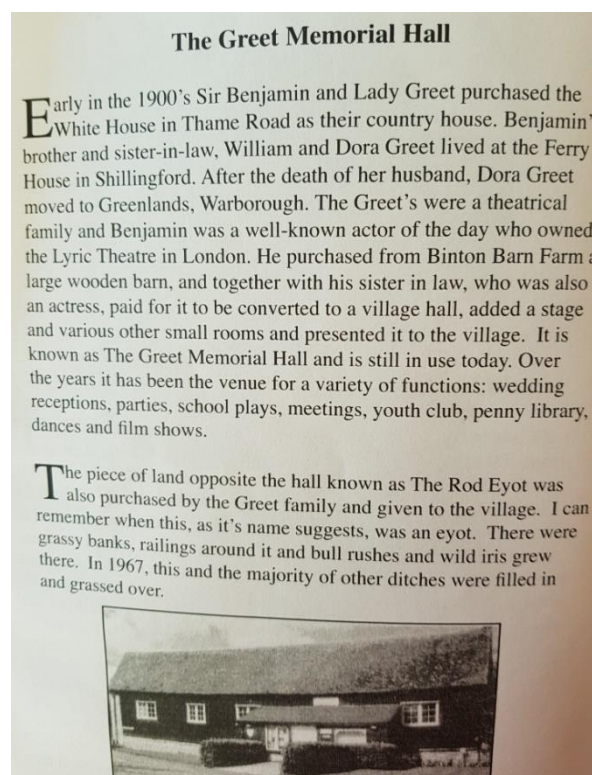 The Greet Memorial Hall
Early in the 1900's Sir Benjamin and Lady Greet purchased the
White House in Thame Road as their country house. Benjamin'
brother and sister-in-law, William and Dora Greet lived at the Ferry
House in Shillingford. After the death of her husband, Dora Greet
moved to Greenlands, Warborough. The Greet's were a theatrical
family and Benjamin was a well-known actor of the day who owned
the Lyric Theatre in London. He purchased from Binton Barn Farm a
large wooden barn, and together with his sister in law, who was also
an actress, paid for it to be converted to a village hall, added a stage
and various other small rooms and presented it to the village. It is
known as The Greet Memorial Hall and is still in use today. Over
the years it has been the venue for a variety of functions: wedding
receptions, parties, school plays, meetings, youth club, penny library,
dances and film shows.
The piece of land opposite the hall known as The Rod Eyot was
also purchased by the Greet family and given to the village. I can
remember when this, as it's name suggests, was an eyot. There were
grassy banks, railings around it and bull rushes and wild iris grew
there. In 1967, this and the majority of other ditches were filled in
and grassed over.